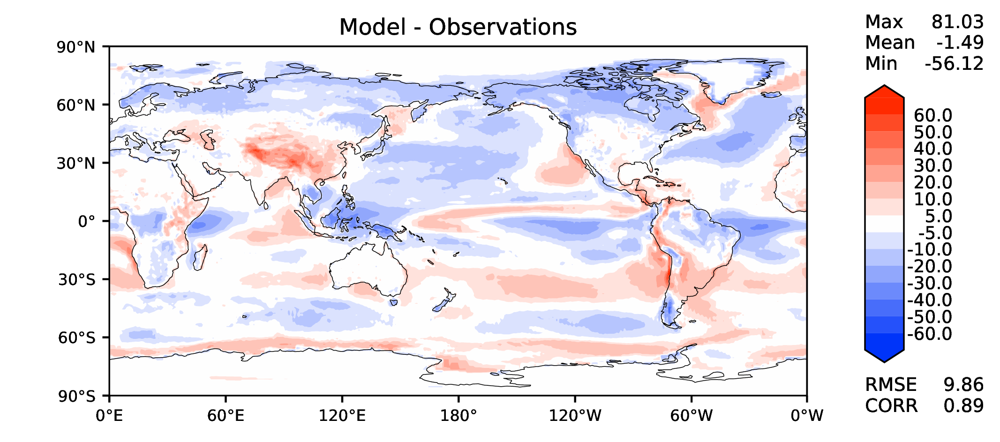 Model - Observations
Max 81.03
Mean -1.49
Min -56.12
90°N
60°N
30°N
0°
30°S
60°S
90°S
0°E 60°E 120°E 180° 120°W 60°W 0°W
60.0
50.0
40.0
30.0
20.0
10.0
5.0
-5.0
-10.0
-20.0
-30.0
-40.0
-50.0
-60.0
RMSE 9.86
CORR 0.89